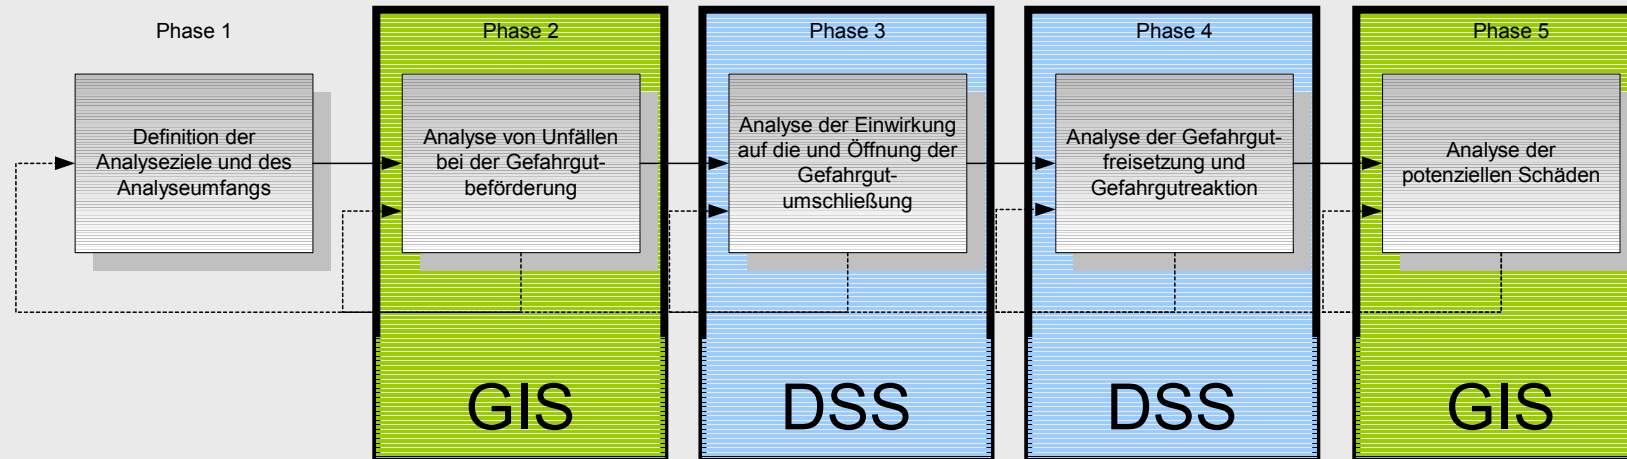 Phase 1
Phase 2
Phase 3
Phase 4
Phase 5
Definition der
Analyseziele und des
Analyseumfangs
Analyse von Unfällen
bei der Gefahrgut-
beförderung
Analyse der Einwirkung
auf die und Öffnung der
Gefahrgut-
umschließung
Analyse der Gefahrgut-
freisetzung und
Gefahrgutreaktion
Analyse der
potenziellen Schäden
GIS
DSS
DSS
GIS